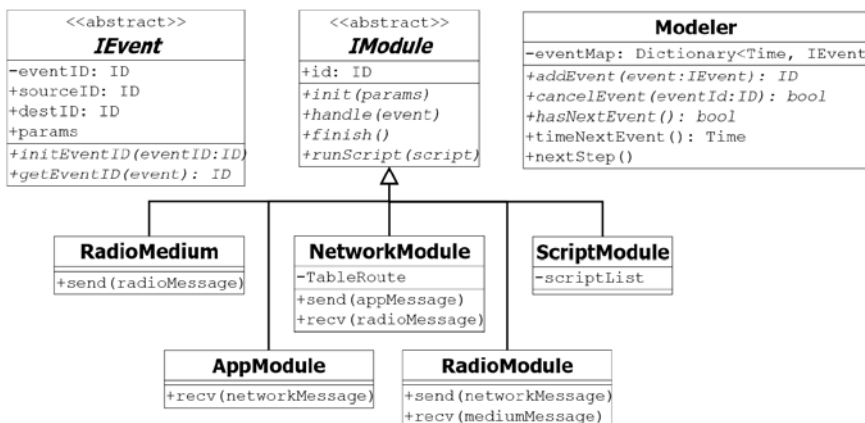 <<abstract>>
IEvent
-eventID: ID
+sourceID: ID
+destID: ID
+params
+initEventID(eventID:ID)
+getEventID(event): ID
<<abstract>>
IModule
+id: ID
+init(params)
+handle(event)
+finish()
+runScript(script)
Modeler
-eventMap: Dictionary<Time, IEvent
+addEvent(event:IEvent): ID
+cancelEvent(eventId:ID): bool
+hasNextEvent(): bool
+timeNextEvent(): Time
+nextStep()
RadioMedium
+send(radioMessage)
NetworkModule
-TableRoute
+send(appMessage)
+recv(radioMessage)
ScriptModule
-scriptList
AppModule
+recv(networkMessage)
RadioModule
+send(networkMessage)
+recv(mediumMessage)